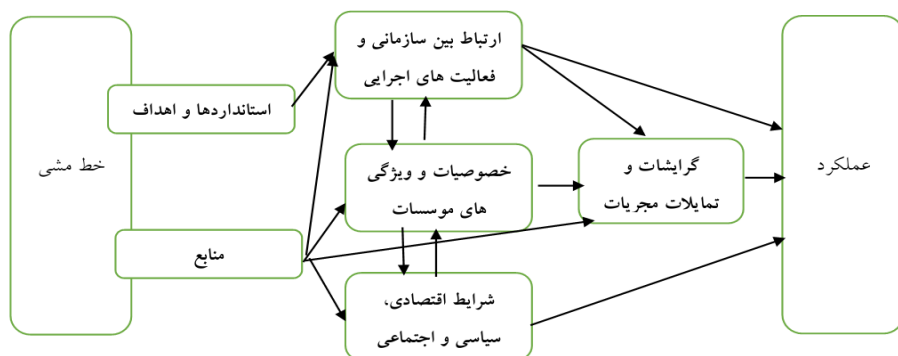 خط مشی
استانداردها و اهداف
منابع
ارتباط بین سازمانی و
فعالیت های اجرایی
خصوصیات و ویژگی
های موسسات
شرایط اقتصادی،
سیاسی و اجتماعی
گرایشات و
تمایلات مجریات
عملکرد